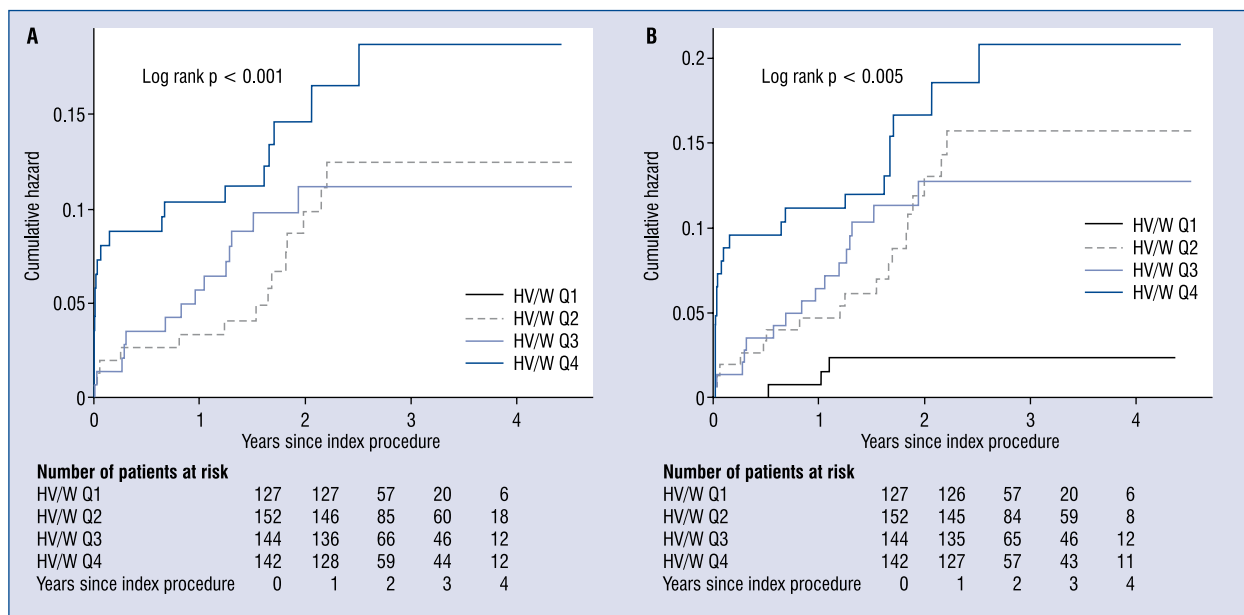 A
Log rank p < 0.001
Cumulative hazard
0.15
0.1
0.05
0
HV/W Q1
HV/W Q2
HV/W Q3
HV/W Q4
0 1 2 3 4
Years since index procedure
Number of patients at risk
HV/W Q1 127 127 57 20 6
HV/W Q2 152 146 85 60 18
HV/W Q3 144 136 66 46 12
HV/W Q4 142 128 59 44 12
Years since index procedure 0 1 2 3 4
B
Log rank p < 0.005
Cumulative hazard
0.2
0.15
0.1
0.05
0
HV/W Q1
HV/W Q2
HV/W Q3
HV/W Q4
0 1 2 3 4
Years since index procedure
Number of patients at risk
HV/W Q1 127 126 57 20 6
HV/W Q2 152 145 84 59 8
HV/W Q3 144 135 65 46 12
HV/W Q4 142 127 57 43 11
Years since index procedure 0 1 2 3 4